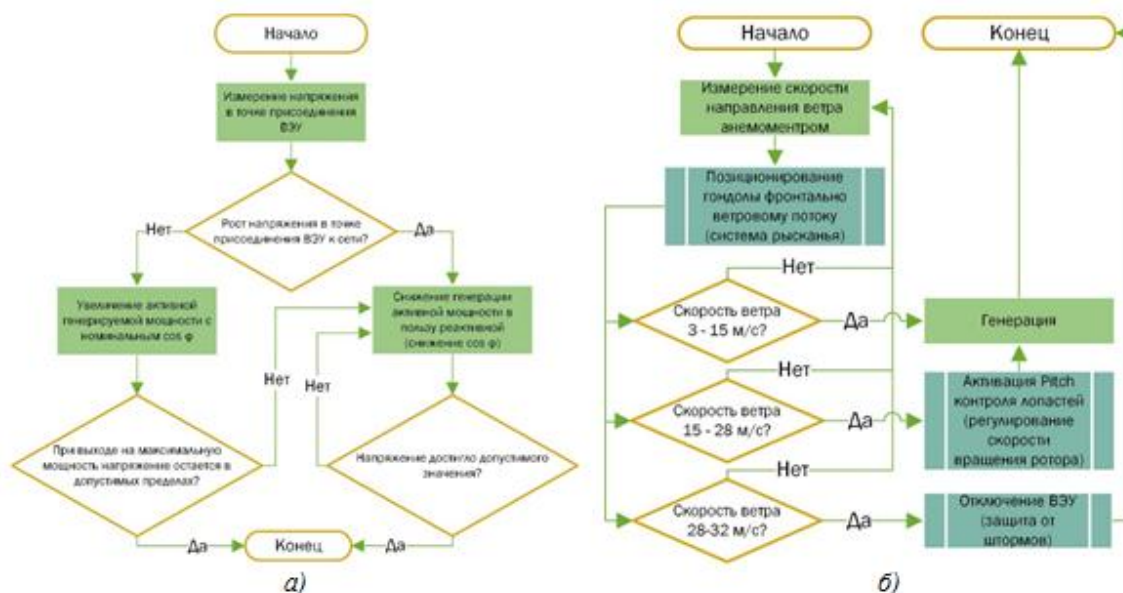 Начало
Измерение напряжения
в точке присоединения
ВЭУ
Рост напряжения в точке
присоединения ВЭУ к сети?
Нет
Да
Увеличение активной
генерируемой мощности с
номинальным cos φ
Снижение генерации
активной мощности в
пользу реактивной
(снижение cos φ)
Нет
Нет
При выходе на максимальную
мощность напряжение остается в
допустимых пределах?
Напряжение достигло допустимого
значения?
Да
Конец
Да
а)
Начало
Конец
Измерение скорости
направления ветра
анемоментром
Позиционирование
гондолы фронтально
ветровому потоку
(система рысканья)
Нет
Скорость ветра
3 - 15 м/с?
Да
Генерация
Нет
Скорость ветра
15 - 28 м/с?
Да
Активация Pitch
контроля лопастей
(регулирование
скорости
вращения ротора)
Нет
Скорость ветра
28-32 м/с?
Да
Отключение ВЭУ
(защита от
штормов)
б)